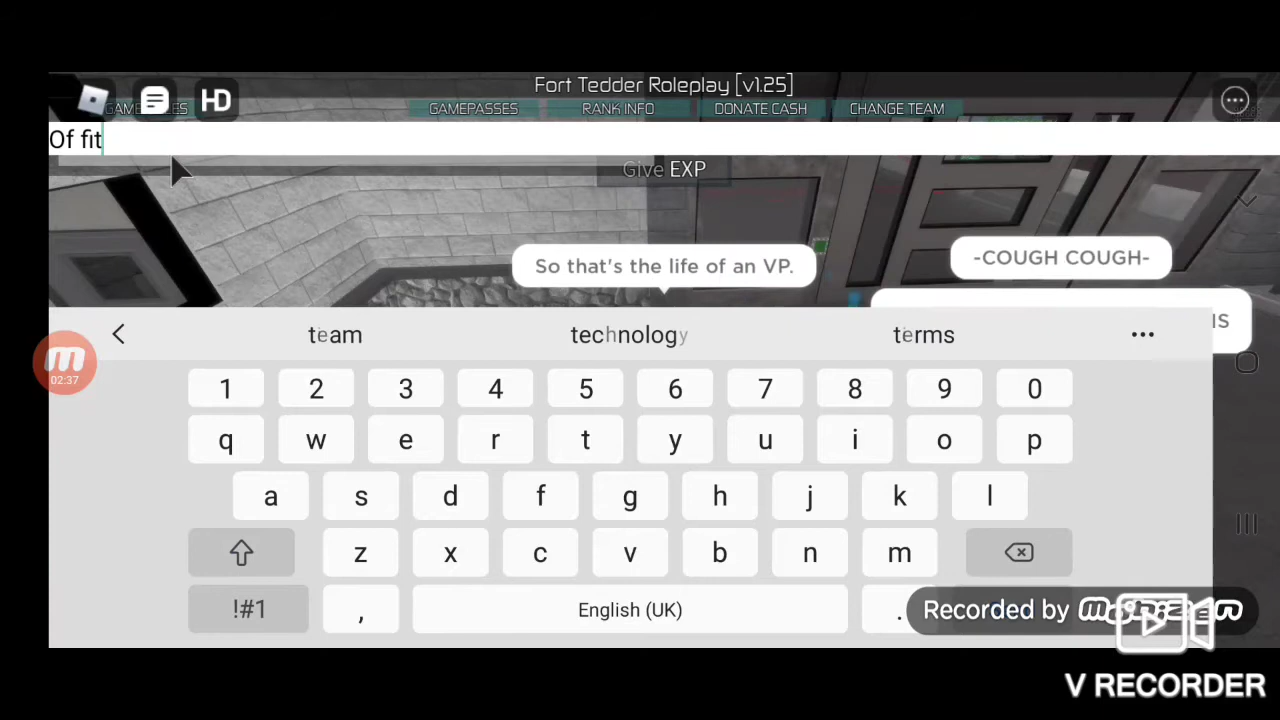 Fort Tedder Roleplay [v1.25]
HD
GAMEPASSES
RANK INFO
DONATE CASH
CHANGE TEAM
Of fit
Give EXP
So that's the life of an VP.
-COUGH COUGH-
IS
team
technology
terms
02:37
1 2 3 4 5 6 7 8 9 0
q w e r t y u i o p
a s d f g h j k l
z x c v b n m
!#1 , English (UK) .
Recorded by
V RECORDER